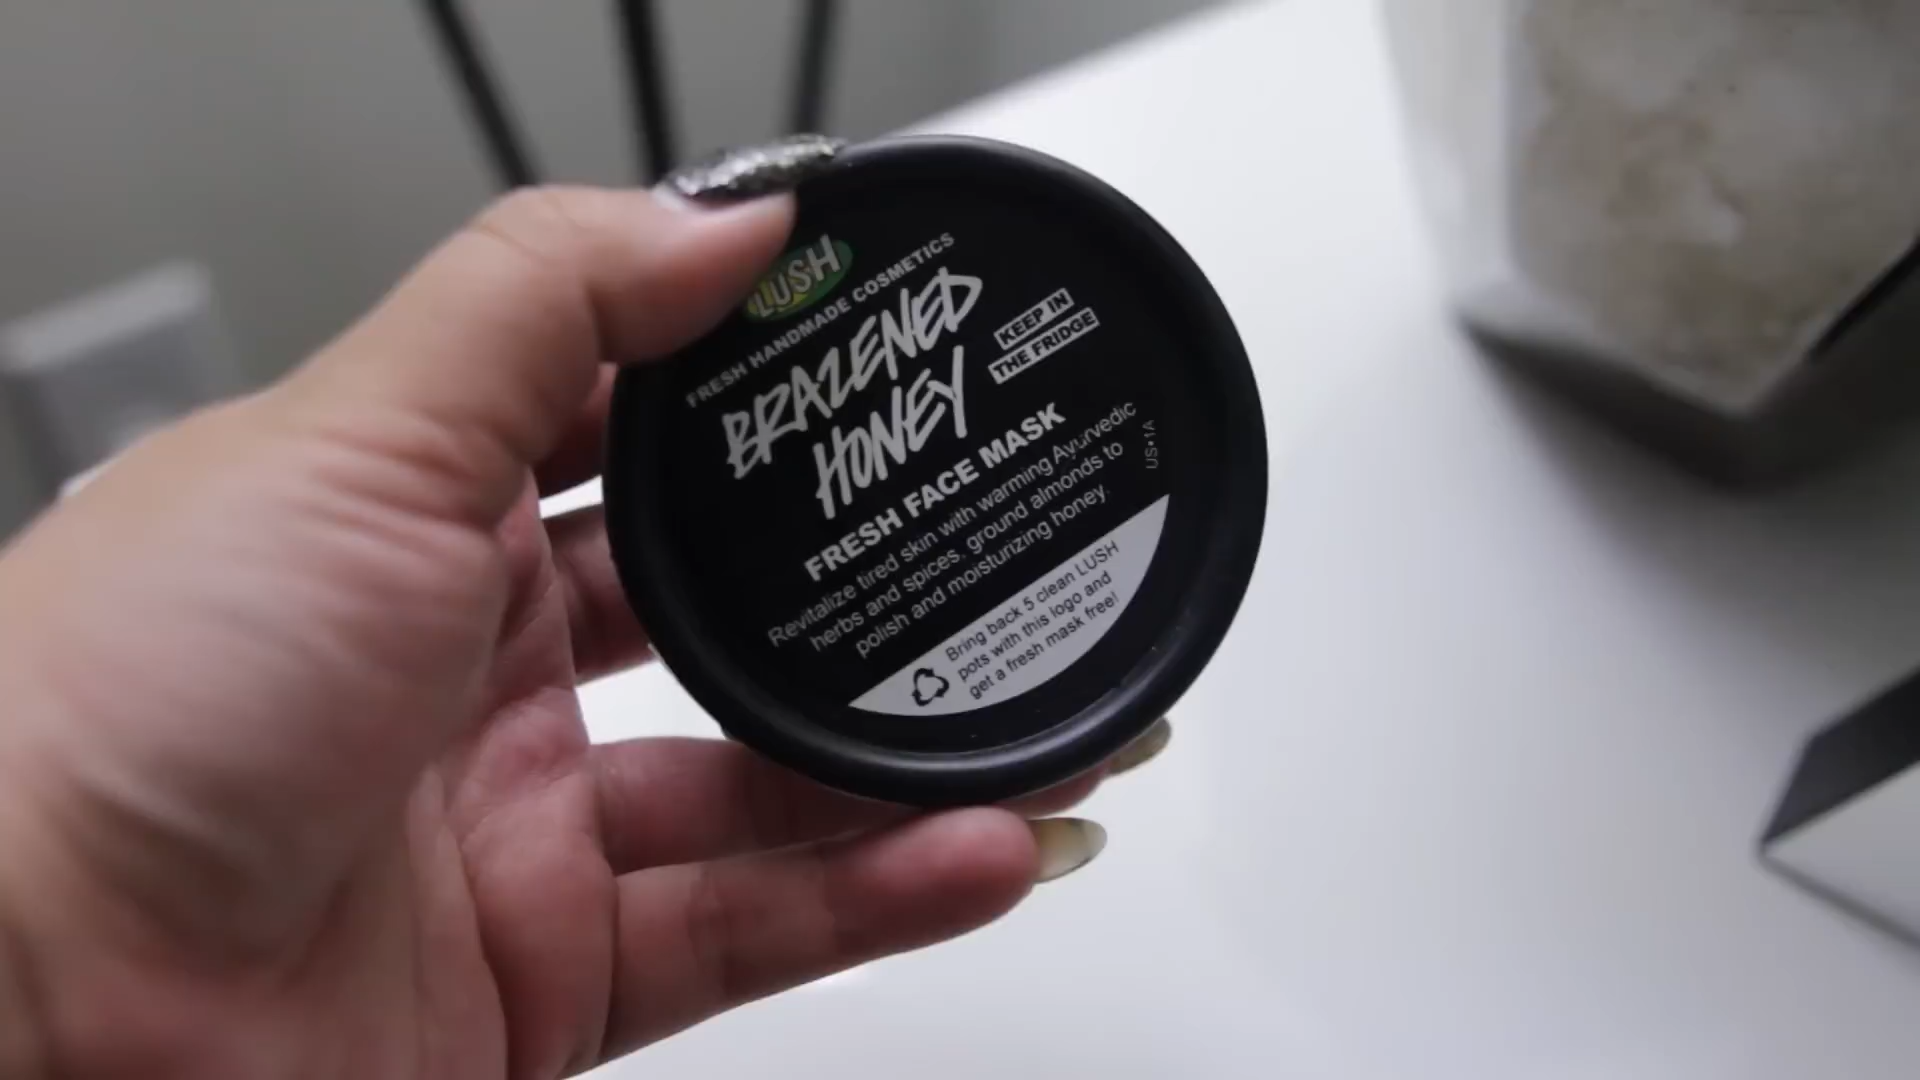 LUSH
FRESH HANDMADE COSMETICS
BRAZENED
HONEY
KEEP IN
THE FRIDGE
FRESH FACE MASK
Revitalize tired skin with warming Ayurvedic
herbs and spices, ground almonds to
polish and moisturizing honey.
US•1A
Bring back 5 clean LUSH
pots with this logo and
get a fresh mask free!